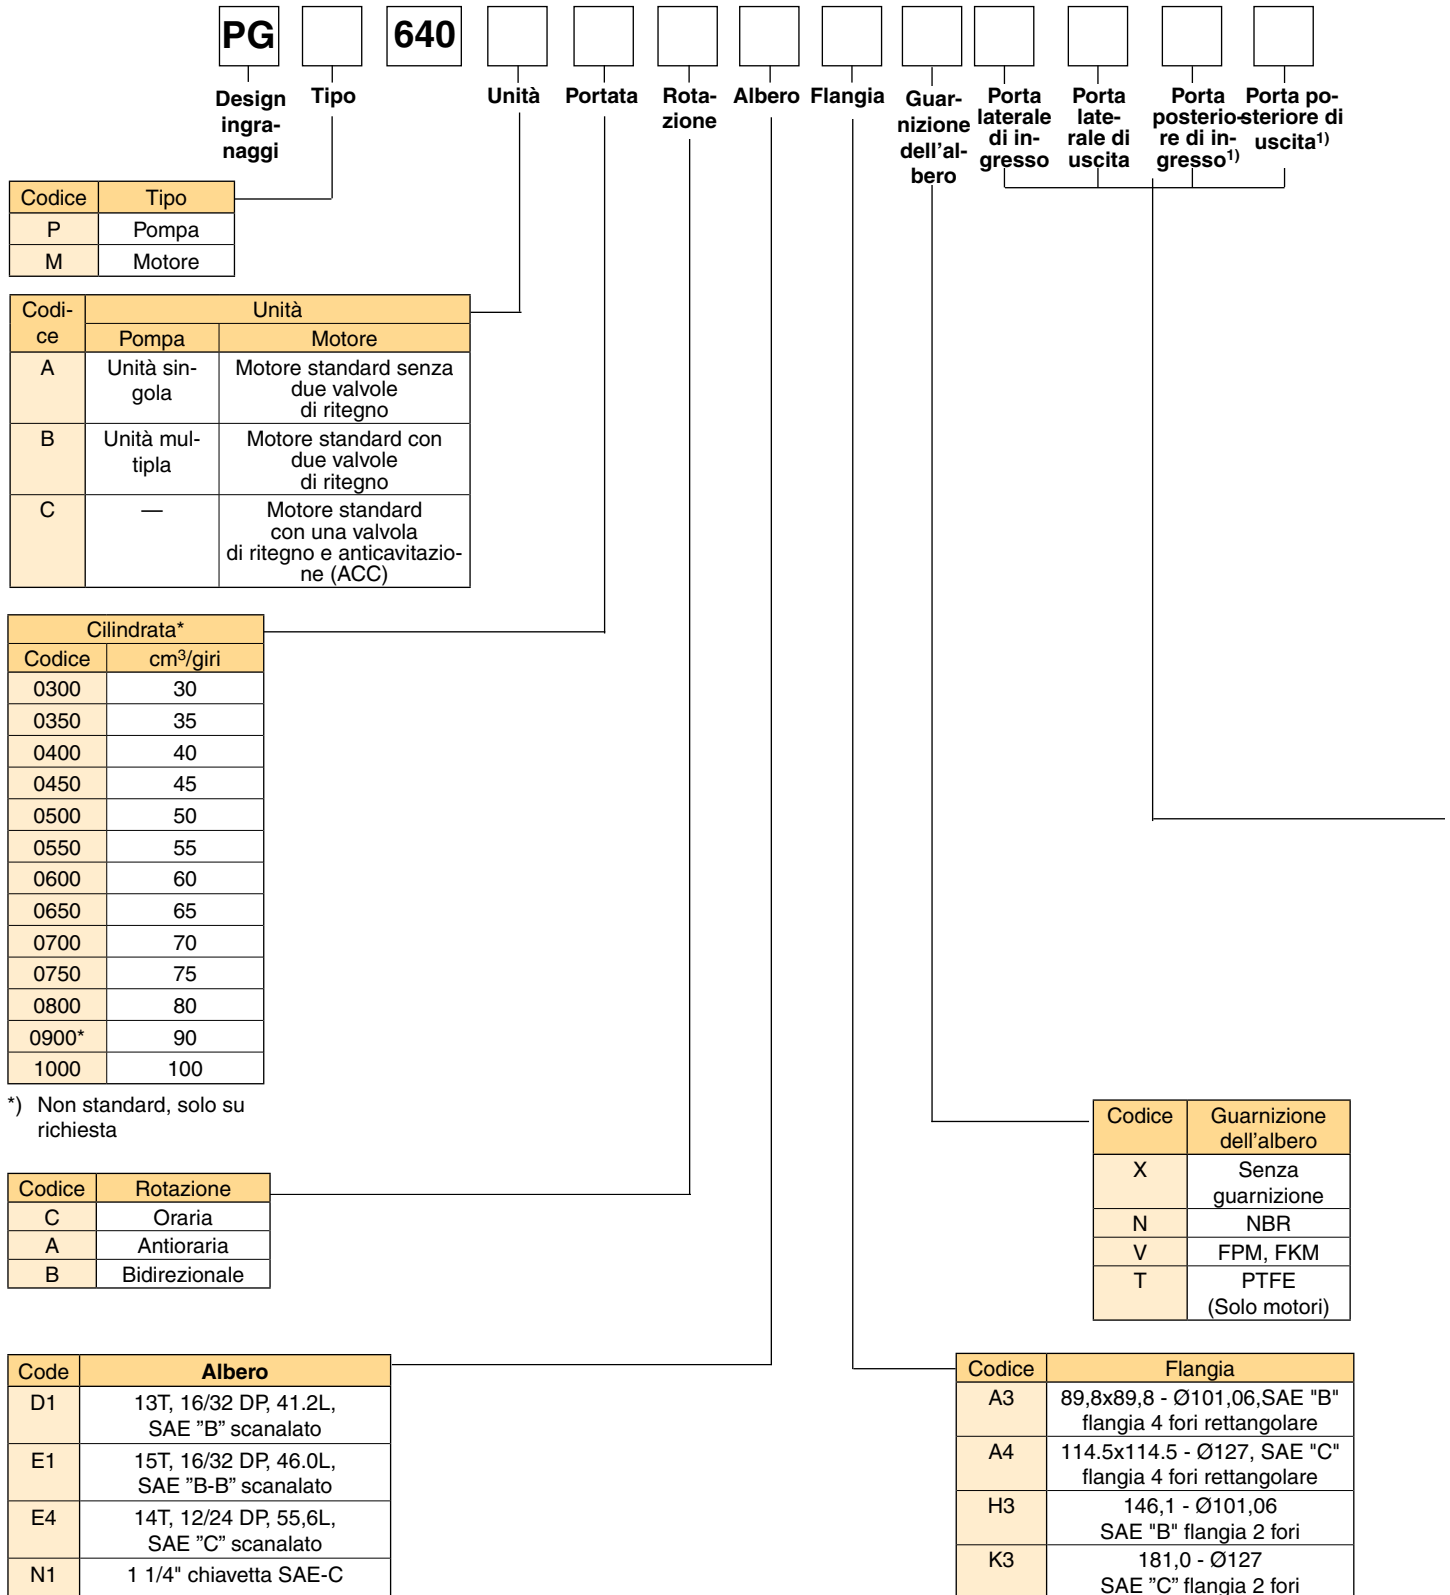 PG 640
Design
ingra-
naggi
Tipo
Unità
Portata
Rota-
zione
Albero
Flangia
Guar-
nizione
dell'al-
bero
Porta
laterale
di in-
gresso
Porta
late-
rale di
uscita
Porta
posterio-
re di in-
gresso1)
Porta po-
steriore di
uscita1)
Codice Tipo
P Pompa
M Motore
Codi-
ce
Unità
Pompa Motore
A
Unità sin-
gola
Motore standard senza
due valvole
di ritegno
B
Unità mul-
tipla
Motore standard con
due valvole
di ritegno
C
—
Motore standard
con una valvola
di ritegno e anticavitazio-
ne (ACC)
Cilindrata*
Codice cm³/giri
0300 30
0350 35
0400 40
0450 45
0500 50
0550 55
0600 60
0650 65
0700 70
0750 75
0800 80
0900* 90
1000 100
*) Non standard, solo su
richiesta
Codice Rotazione
C Oraria
A Antioraria
B Bidirezionale
Code Albero
D1 13T, 16/32 DP, 41.2L,
SAE ”B” scanalato
E1 15T, 16/32 DP, 46.0L,
SAE ”B-B” scanalato
E4 14T, 12/24 DP, 55,6L,
SAE ”C” scanalato
N1 1 1/4" chiavetta SAE-C
Codice Guarnizione
dell'albero
X Senza
guarnizione
N NBR
V FPM, FKM
T PTFE
(Solo motori)
Codice Flangia
A3 89,8x89,8 - Ø101,06,SAE "B"
flangia 4 fori rettangolare
A4 114.5x114.5 - Ø127, SAE "C"
flangia 4 fori rettangolare
H3 146,1 - Ø101,06
SAE "B" flangia 2 fori
K3 181,0 - Ø127
SAE ”C” flangia 2 fori